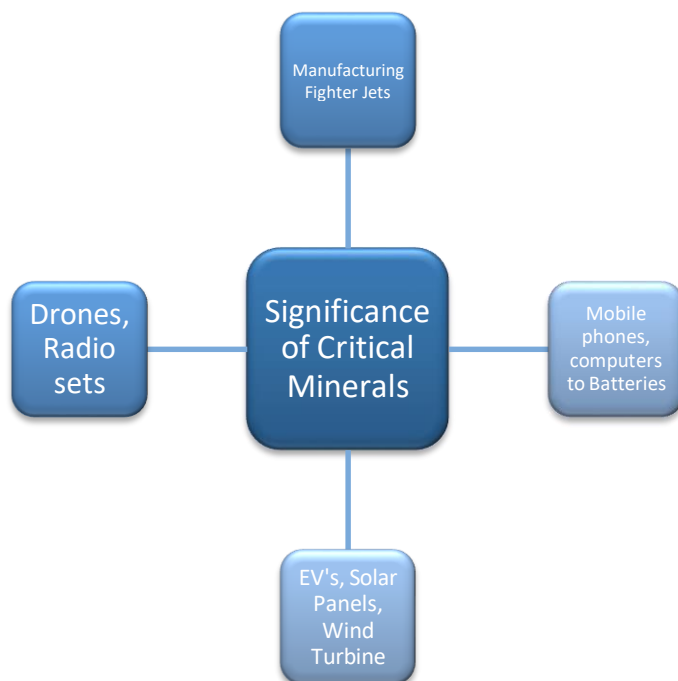 Manufacturing
Fighter Jets
Drones,
Radio
sets
Significance
of Critical
Minerals
Mobile
phones,
computers
to Batteries
EV's, Solar
Panels,
Wind
Turbine